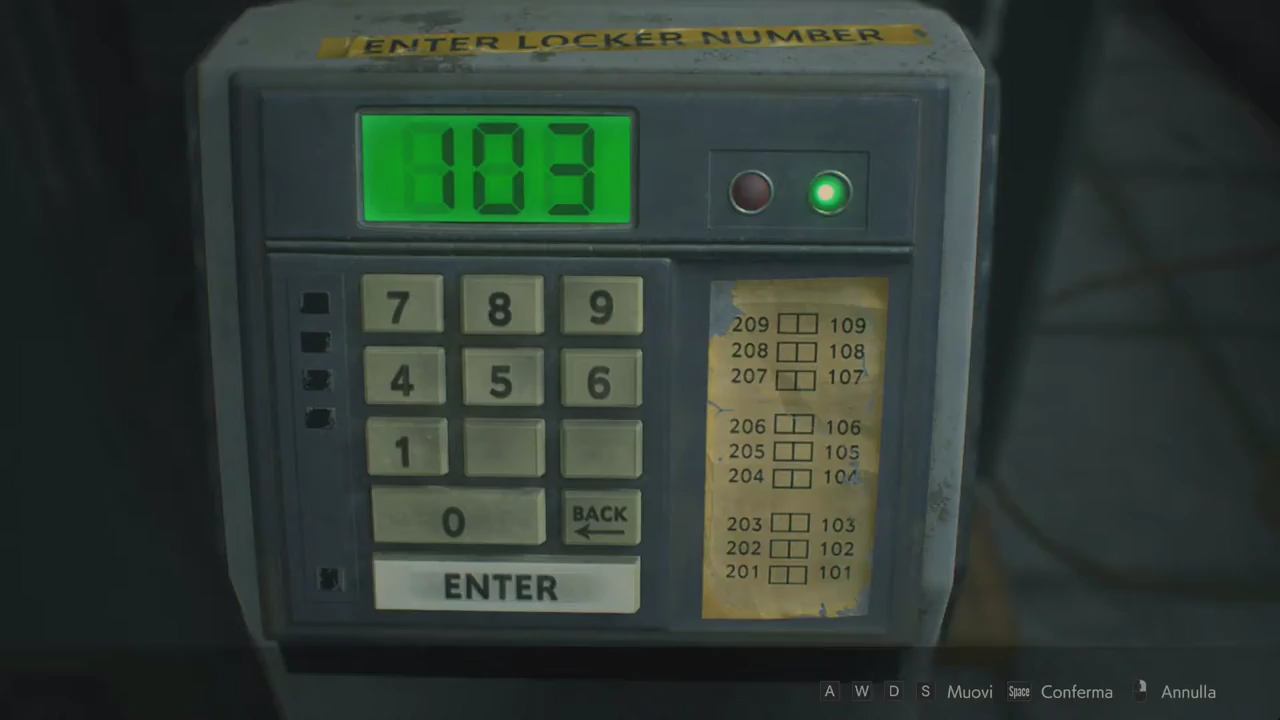 ENTER LOCKER NUMBER
103
7 8 9
4 5 6
1
0 BACK
ENTER
209 109
208 108
207 107
206 106
205 105
204 104
203 103
202 102
201 101
A W D S Muovi Space Conferma Annulla